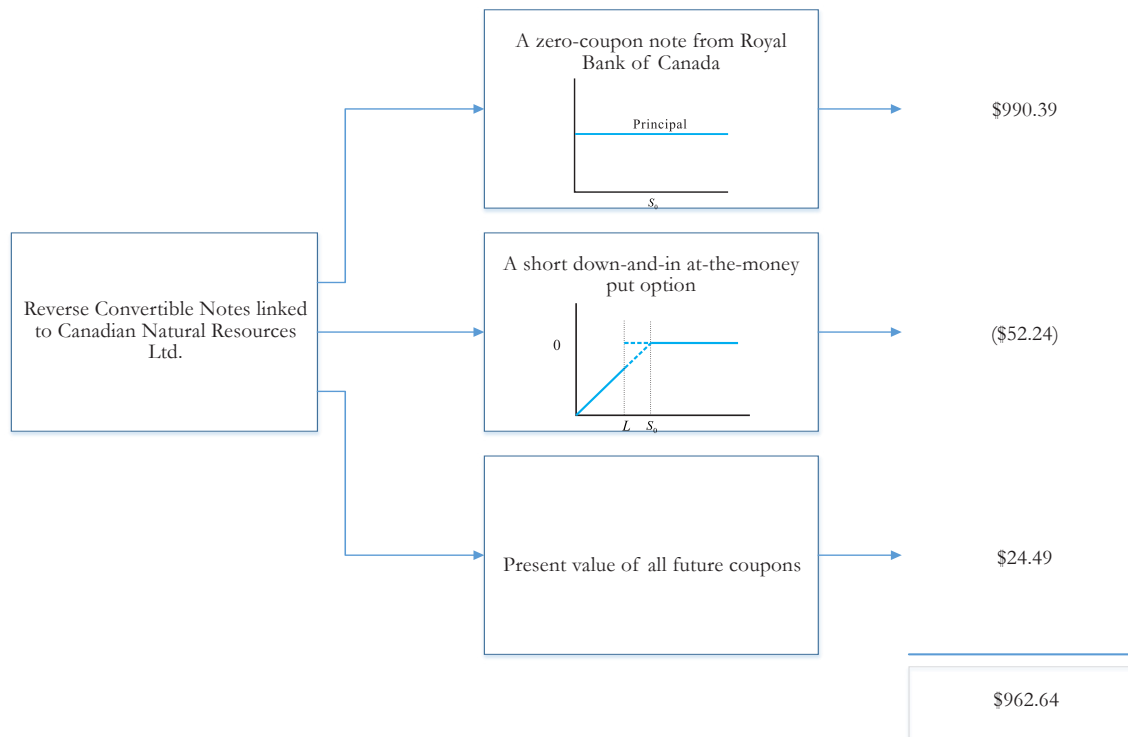 A zero-coupon note from Royal
Bank of Canada
Principal
S₀
$990.39
Reverse Convertible Notes linked
to Canadian Natural Resources
Ltd.
A short down-and-in at-the-money
put option
0
L S₀
($52.24)
Present value of all future coupons
$24.49
$962.64